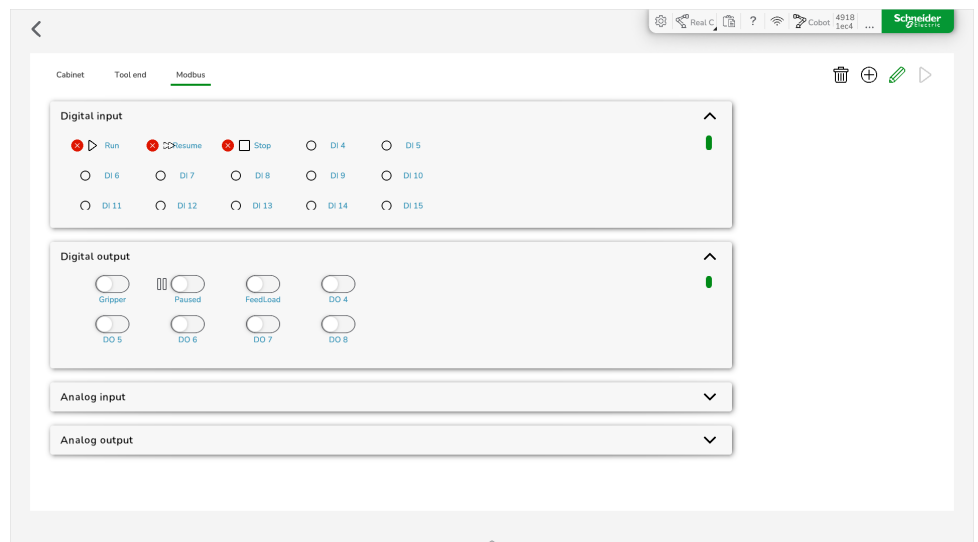 Real C ? Cobot 4918
1ec4 ...
Schneider
Electric
Cabinet Tool end Modbus
Digital input
Run Resume Stop DI 4 DI 5
DI 6 DI 7 DI 8 DI 9 DI 10
DI 11 DI 12 DI 13 DI 14 DI 15
Digital output
Gripper Paused FeedLoad DO 4
DO 5 DO 6 DO 7 DO 8
Analog input
Analog output